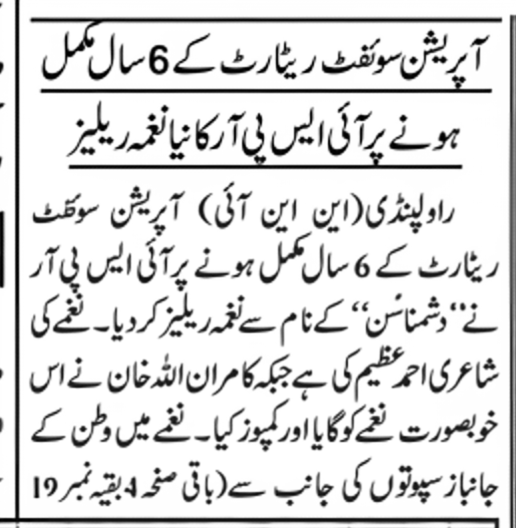 آپریشن سوئفٹ ریٹارٹ کے 6 سال مکمل
ہونے پر آئی ایس پی آر کا نیا نغمہ ریلیز
راولپنڈی (این این آئی) آپریشن سوئفٹ
ریٹارٹ کے 6 سال مکمل ہونے پر آئی ایس پی آر
نے ’’دشمنا سُن‘‘ کے نام سے نغمہ ریلیز کر دیا۔ نغمے کی
شاعری احمد عظیم کی ہے جبکہ کامران اللہ خان نے اس
خوبصورت نغمے کو گایا اور کمپوز کیا۔ نغمے میں وطن کے
جانباز سپوتوں کی جانب سے (باقی صفحہ 4 بقیہ نمبر 19